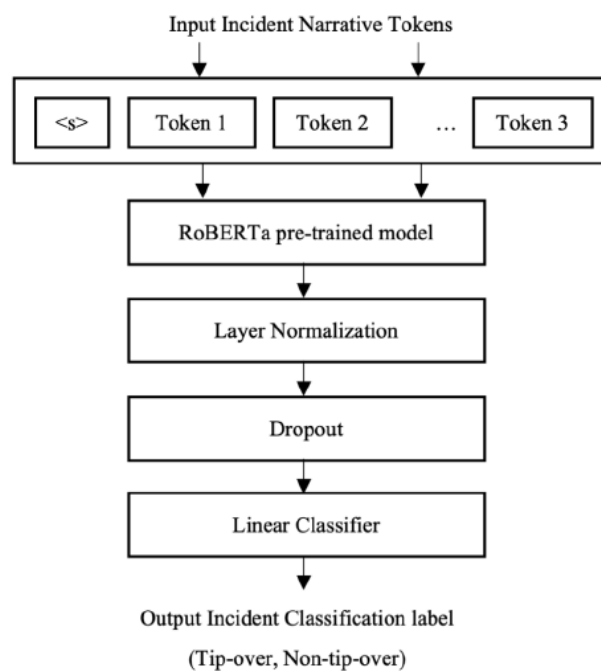 Input Incident Narrative Tokens
<s> Token 1 Token 2 … Token 3
RoBERTa pre-trained model
Layer Normalization
Dropout
Linear Classifier
Output Incident Classification label
(Tip-over, Non-tip-over)